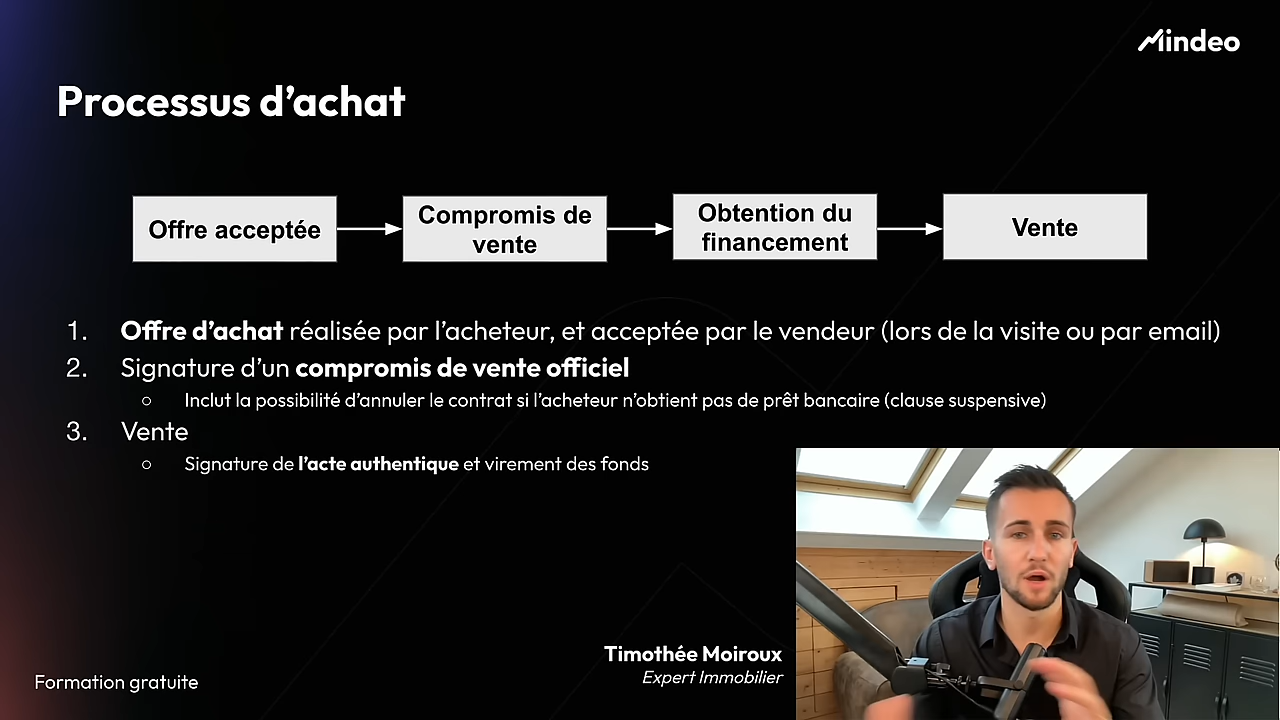 Mindeo
Processus d’achat
Offre acceptée
Compromis de
vente
Obtention du
financement
Vente
1. Offre d’achat réalisée par l’acheteur, et acceptée par le vendeur (lors de la visite ou par email)
2. Signature d’un compromis de vente officiel
○ Inclut la possibilité d’annuler le contrat si l’acheteur n’obtient pas de prêt bancaire (clause suspensive)
3. Vente
○ Signature de l’acte authentique et virement des fonds
Timothée Moiroux
Expert Immobilier
Formation gratuite